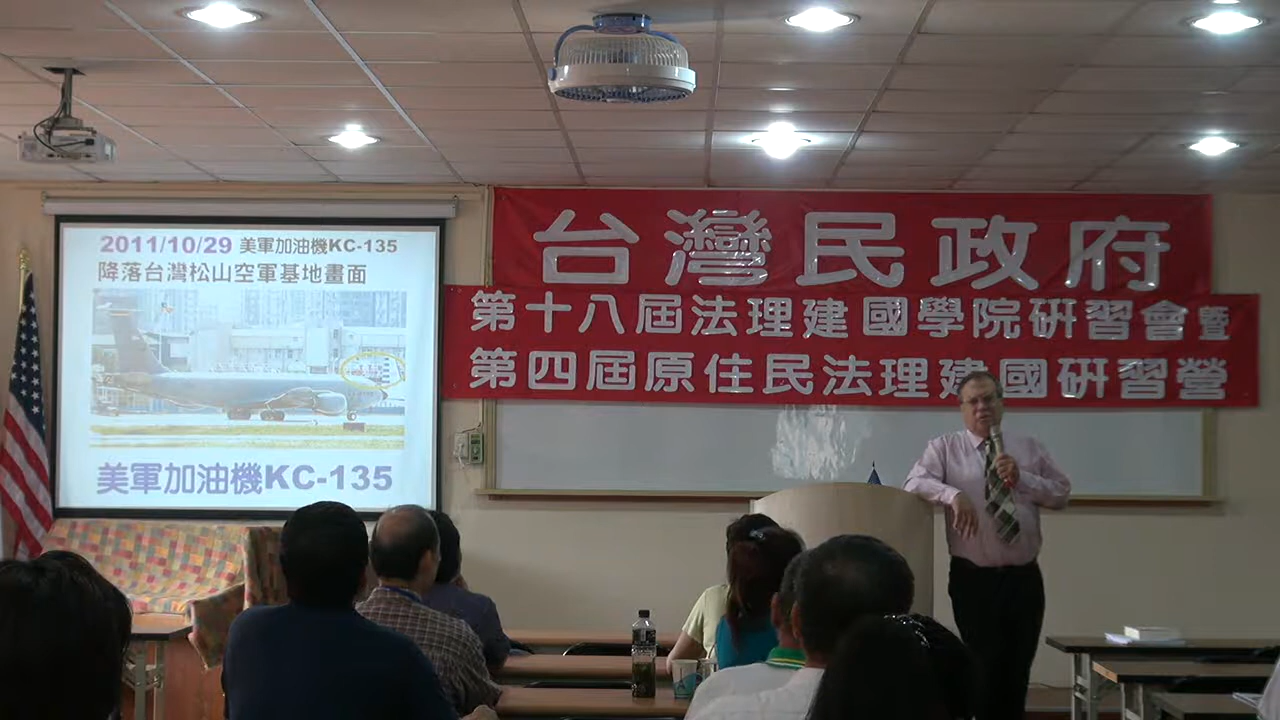 2011/10/29 美軍加油機KC-135
降落台灣松山空軍基地畫面
美軍加油機KC-135
台灣民政府
第十八屆法理建國學院研習會暨
第四屆原住民法理建國研習營